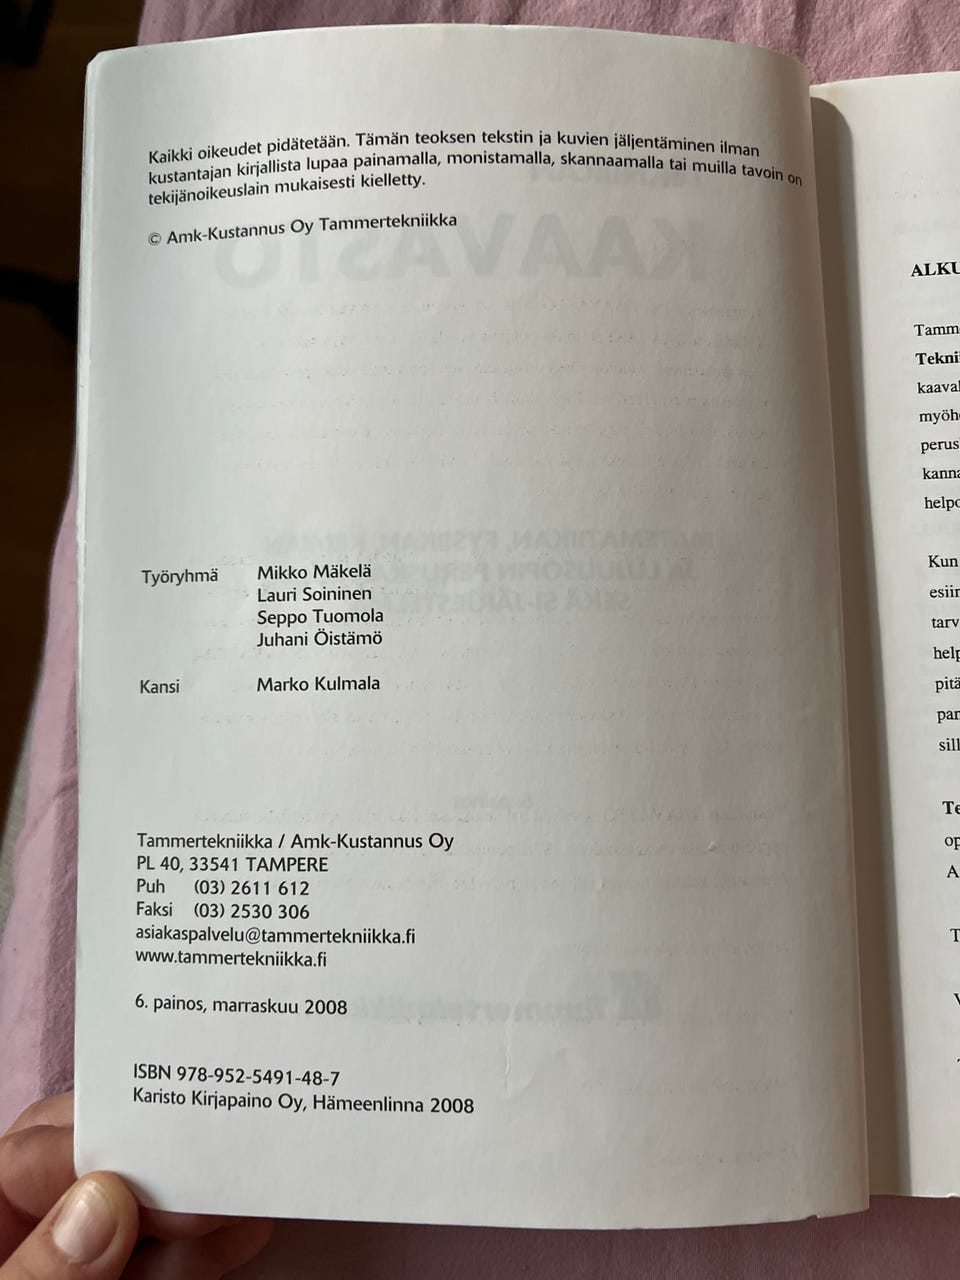 Kaikki oikeudet pidätetään. Tämän teoksen tekstin ja kuvien jäljentäminen ilman
kustantajan kirjallista lupaa painamalla, monistamalla, skannaamalla tai muilla tavoin on
tekijänoikeuslain mukaisesti kielletty.
© Amk-Kustannus Oy Tammertekniikka
Työryhmä Mikko Mäkelä
Lauri Soininen
Seppo Tuomola
Juhani Öistämö
Kansi Marko Kulmala
Tammertekniikka / Amk-Kustannus Oy
PL 40, 33541 TAMPERE
Puh (03) 2611 612
Faksi (03) 2530 306
asiakaspalvelu@tammertekniikka.fi
www.tammertekniikka.fi
6. painos, marraskuu 2008
ISBN 978-952-5491-48-7
Karisto Kirjapaino Oy, Hämeenlinna 2008
ALKU
Tamm
Tekni
kaaval
myöh
perus
kanna
helpo
Kun
esiin
tarv
help
pitä
par
sill
Te
op
A
T